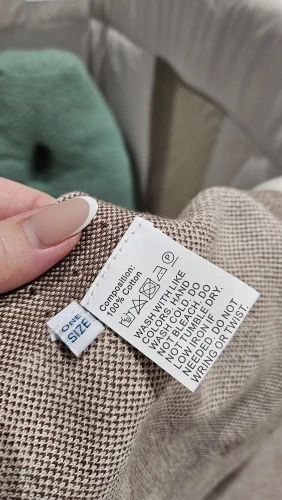 Composition:
100% Cotton
WASH WITH LIKE
COLORS. HAND
WASH COLD. DO
NOT BLEACH. DO
NOT TUMBLE DRY.
LOW IRON IF
NEEDED DO NOT
WRING OR TWIST.
ONE
SIZE